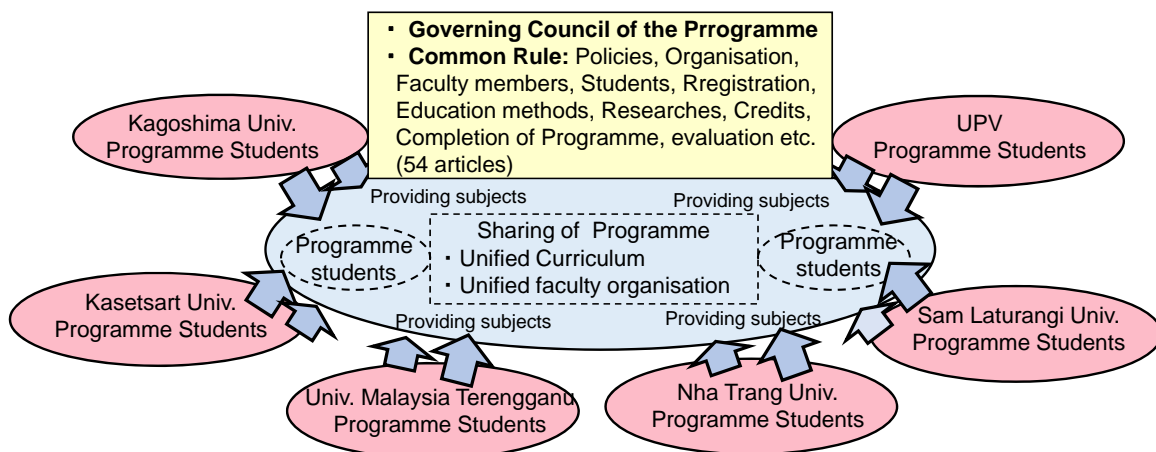 ・ Governing Council of the Prrogramme
・ Common Rule: Policies, Organisation,
Faculty members, Students, Rregistration,
Education methods, Researches, Credits,
Completion of Programme, evaluation etc.
(54 articles)
Kagoshima Univ.
Programme Students
UPV
Programme Students
Providing subjects
Providing subjects
Programme
students
Sharing of Programme
・Unified Curriculum
・Unified faculty organisation
Programme
students
Kasetsart Univ.
Programme Students
Providing subjects
Providing subjects
Sam Laturangi Univ.
Programme Students
Univ. Malaysia Terengganu
Programme Students
Nha Trang Univ.
Programme Students